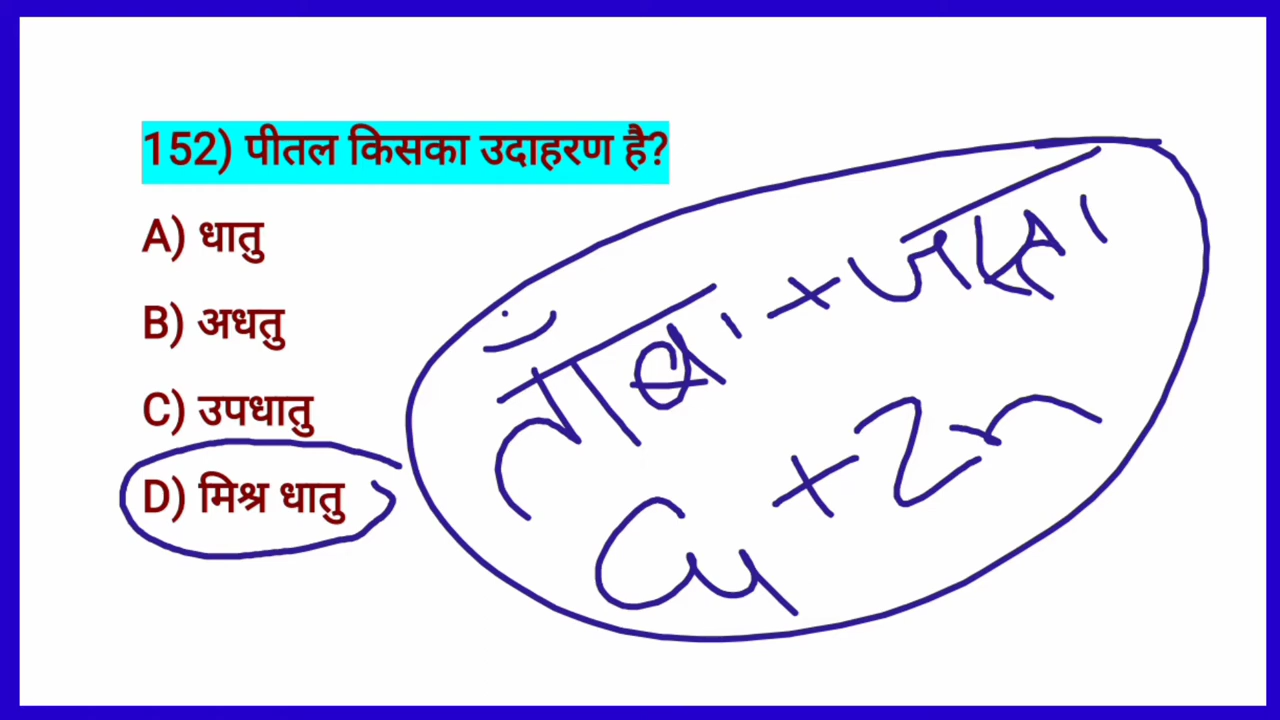 152) पीतल किसका उदाहरण है?
A) धातु
B) अधतु
C) उपधातु
D) मिश्र धातु
ताँबा + जस्ता
Cu + Zn